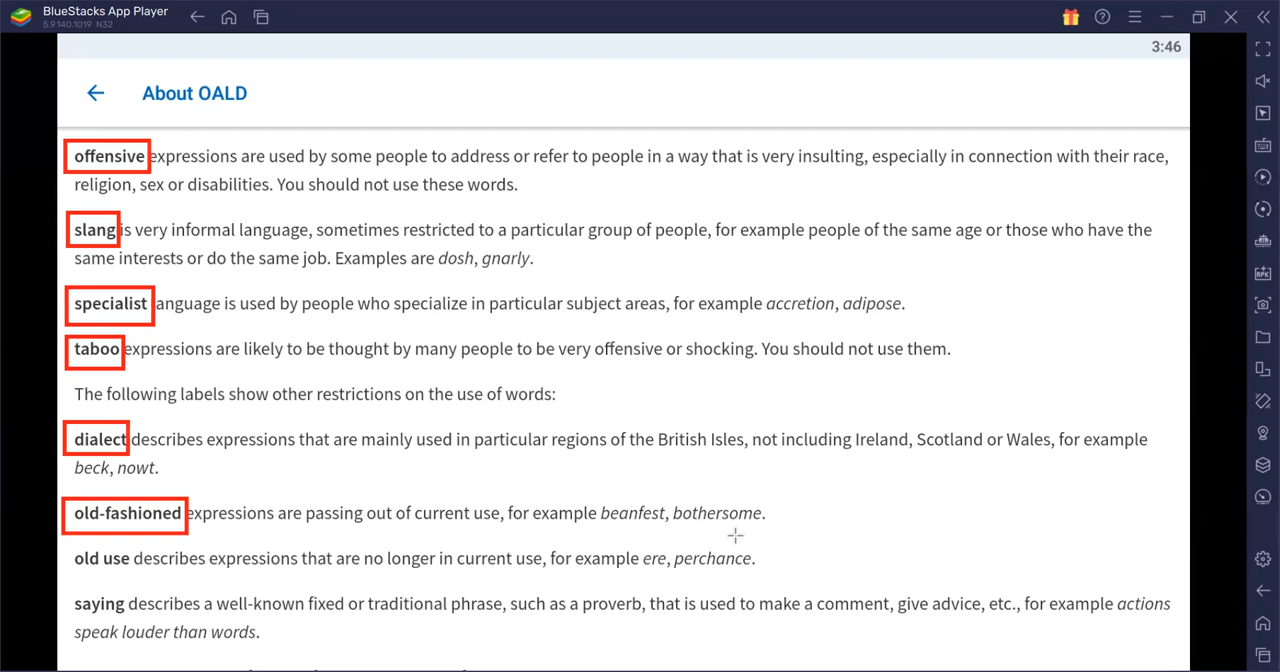 BlueStacks App Player
5.9.140.1019 N32
3:46
About OALD
offensive expressions are used by some people to address or refer to people in a way that is very insulting, especially in connection with their race,
religion, sex or disabilities. You should not use these words.
slang is very informal language, sometimes restricted to a particular group of people, for example people of the same age or those who have the
same interests or do the same job. Examples are dosh, gnarly.
specialist language is used by people who specialize in particular subject areas, for example accretion, adipose.
taboo expressions are likely to be thought by many people to be very offensive or shocking. You should not use them.
The following labels show other restrictions on the use of words:
dialect describes expressions that are mainly used in particular regions of the British Isles, not including Ireland, Scotland or Wales, for example
beck, nowt.
old-fashioned expressions are passing out of current use, for example beanfest, bothersome.
old use describes expressions that are no longer in current use, for example ere, perchance.
saying describes a well-known fixed or traditional phrase, such as a proverb, that is used to make a comment, give advice, etc., for example actions
speak louder than words.